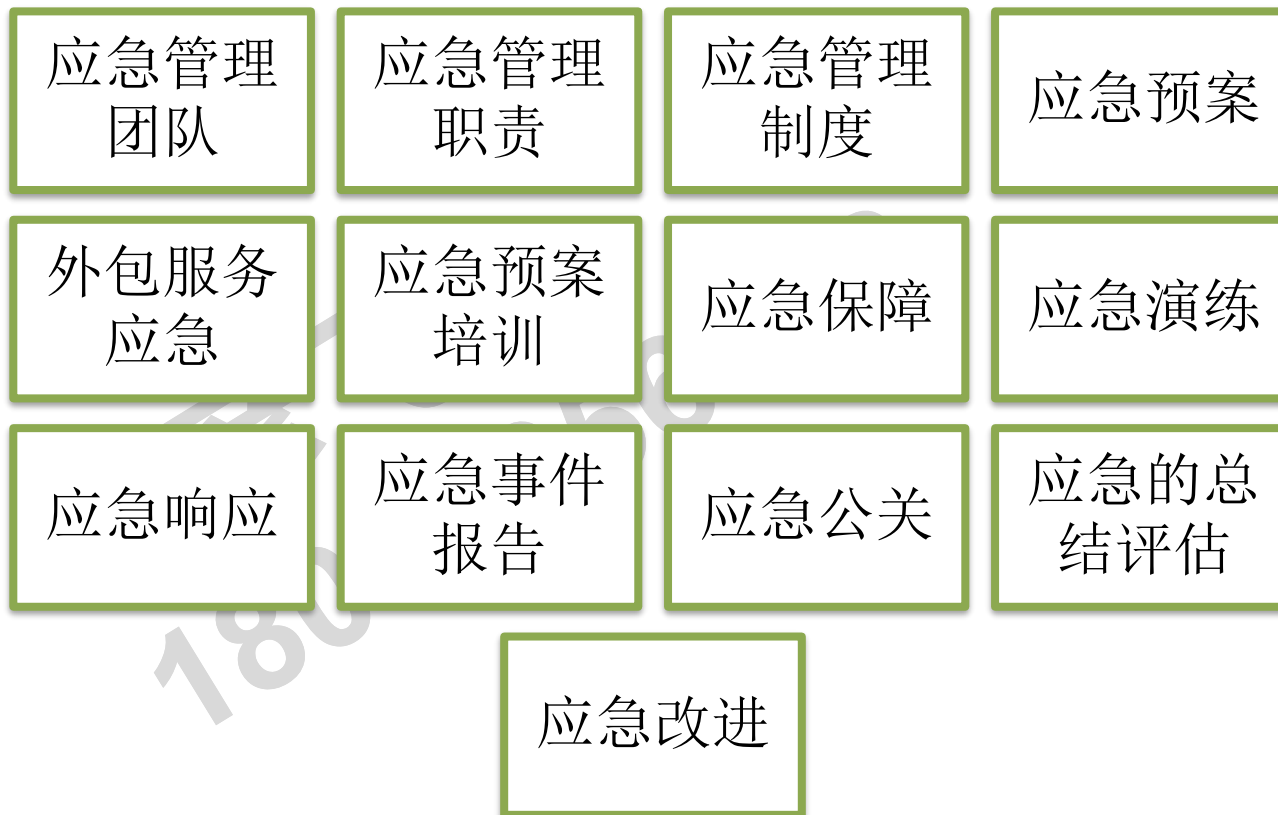 应急管理
团队
应急管理
职责
应急管理
制度
应急预案
外包服务
应急
应急预案
培训
应急保障
应急演练
应急响应
应急事件
报告
应急公关
应急的总
结评估
应急改进